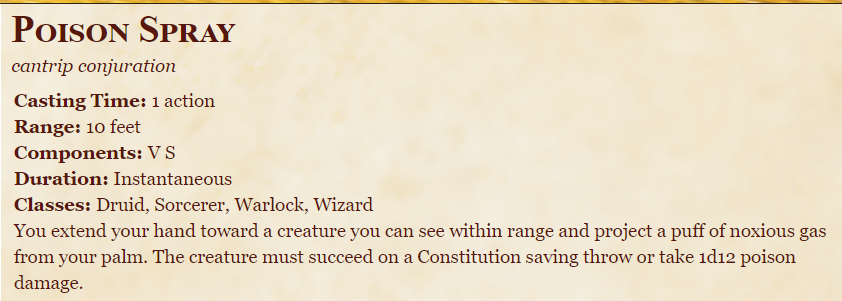 Poison Spray
cantrip conjuration
Casting Time: 1 action
Range: 10 feet
Components: V S
Duration: Instantaneous
Classes: Druid, Sorcerer, Warlock, Wizard
You extend your hand toward a creature you can see within range and project a puff of noxious gas
from your palm. The creature must succeed on a Constitution saving throw or take 1d12 poison
damage.